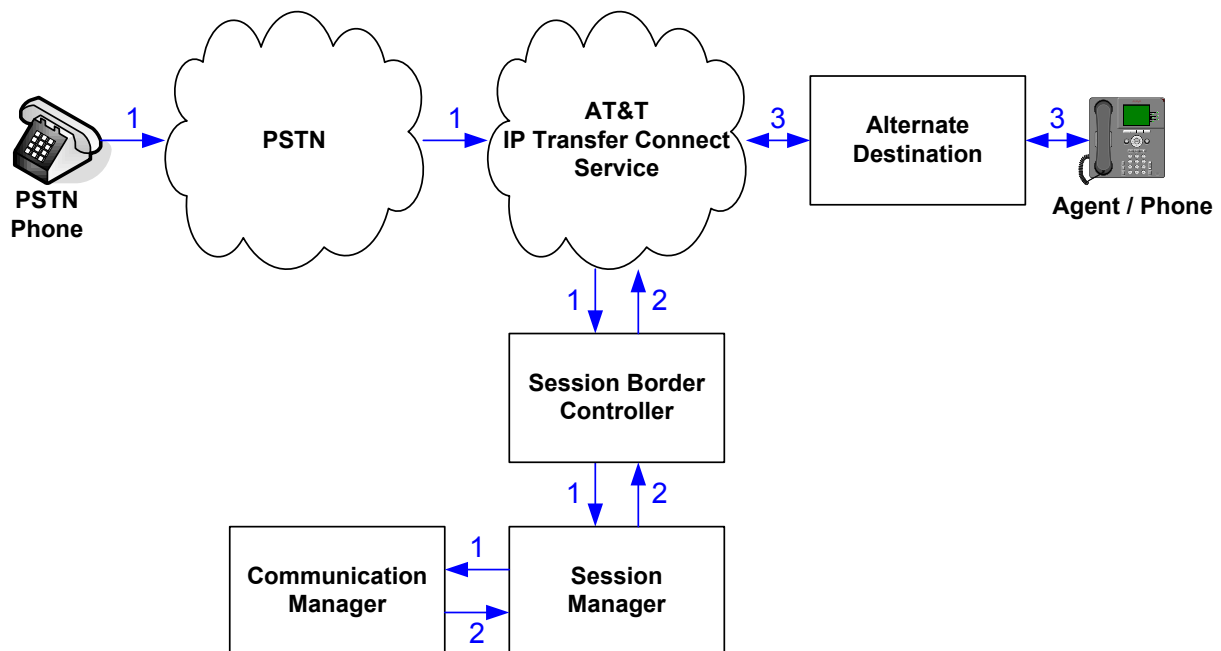 1
PSTN
Phone
PSTN
1
AT&T
IP Transfer Connect
Service
3
Alternate
Destination
3
Agent / Phone
1
2
Session Border
Controller
1
2
Communication
Manager
1
2
Session
Manager